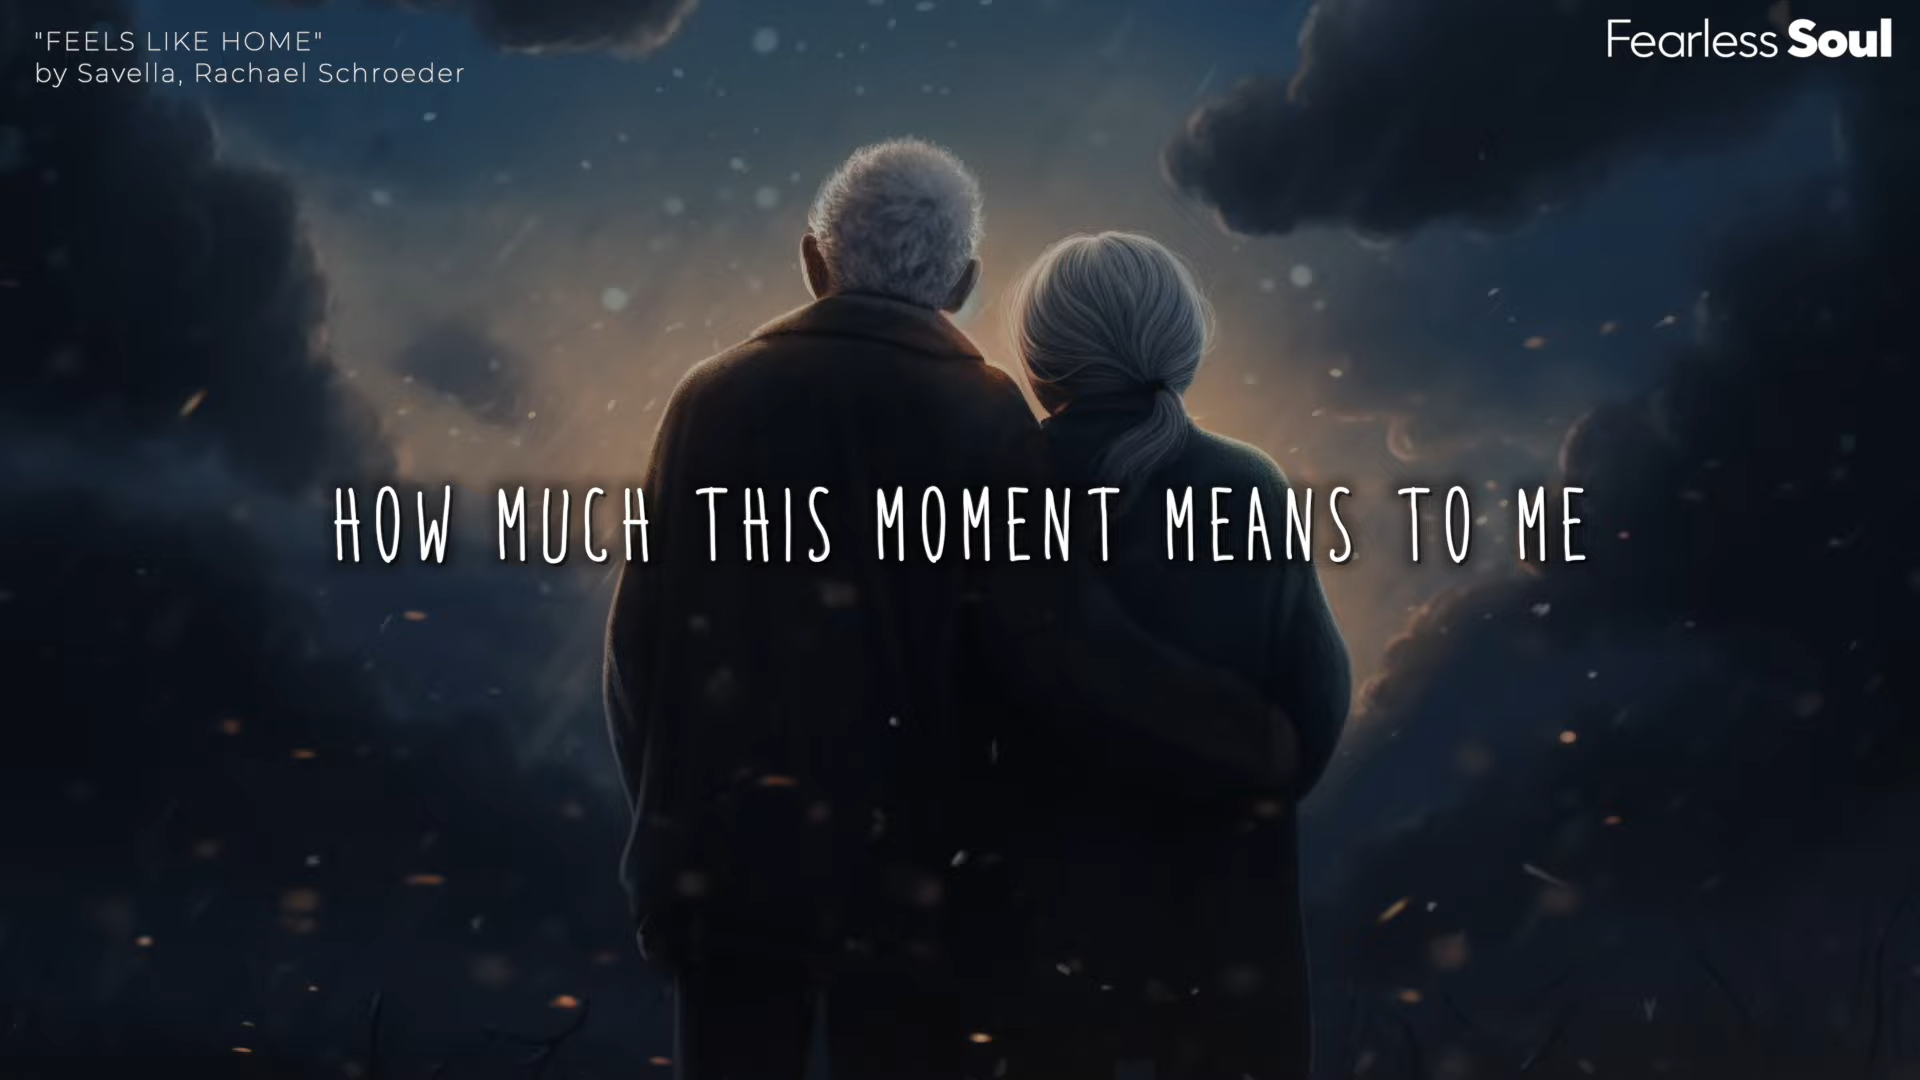 "FEELS LIKE HOME"
by Savella, Rachael Schroeder
Fearless Soul
HOW MUCH THIS MOMENT MEANS TO ME